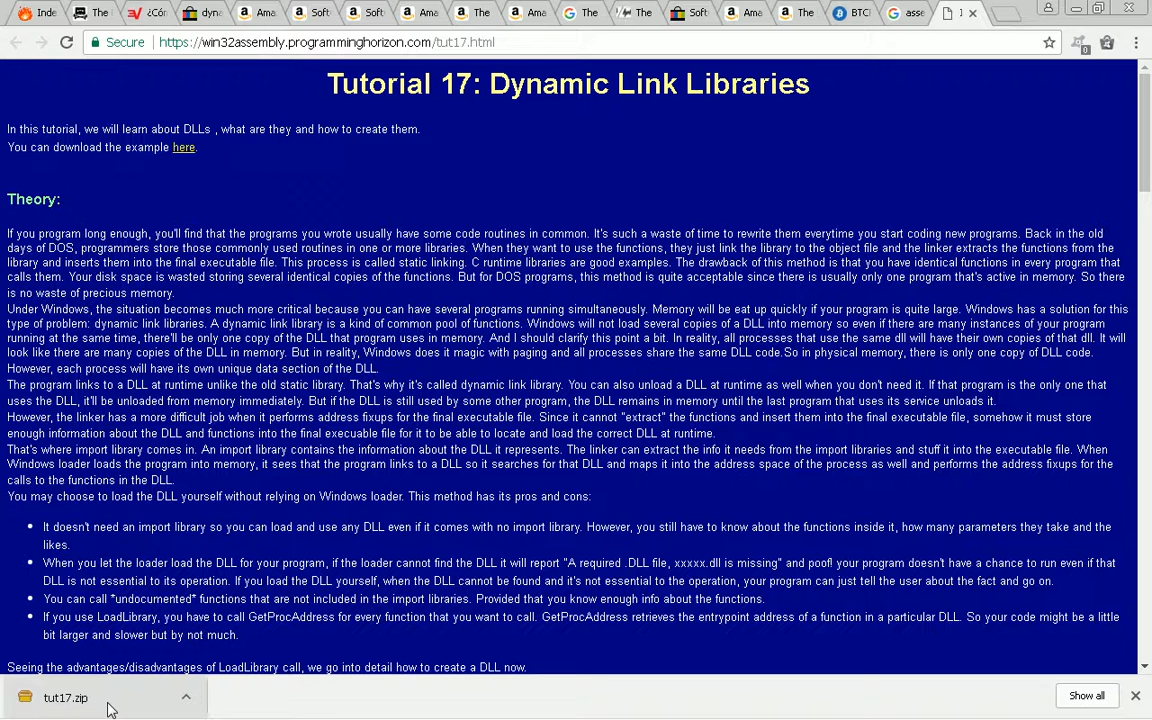 Inde
The
¿Cór
dyna
Ama
Soft
Soft
Ama
The
Ama
The
The
Soft
Ama
The
BTC
asse
Secure
https://win32assembly.programminghorizon.com/tut17.html
0
Tutorial 17: Dynamic Link Libraries
In this tutorial, we will learn about DLLs , what are they and how to create them.
You can download the example here.
Theory:
If you program long enough, you'll find that the programs you wrote usually have some code routines in common. It's such a waste of time to rewrite them everytime you start coding new programs. Back in the old
days of DOS, programmers store those commonly used routines in one or more libraries. When they want to use the functions, they just link the library to the object file and the linker extracts the functions from the
library and inserts them into the final executable file. This process is called static linking. C runtime libraries are good examples. The drawback of this method is that you have identical functions in every program that
calls them. Your disk space is wasted storing several identical copies of the functions. But for DOS programs, this method is quite acceptable since there is usually only one program that's active in memory. So there
is no waste of precious memory.
Under Windows, the situation becomes much more critical because you can have several programs running simultaneously. Memory will be eat up quickly if your program is quite large. Windows has a solution for this
type of problem: dynamic link libraries. A dynamic link library is a kind of common pool of functions. Windows will not load several copies of a DLL into memory so even if there are many instances of your program
running at the same time, there'll be only one copy of the DLL that program uses in memory. And I should clarify this point a bit. In reality, all processes that use the same dll will have their own copies of that dll. It will
look like there are many copies of the DLL in memory. But in reality, Windows does it magic with paging and all processes share the same DLL code.So in physical memory, there is only one copy of DLL code.
However, each process will have its own unique data section of the DLL.
The program links to a DLL at runtime unlike the old static library. That's why it's called dynamic link library. You can also unload a DLL at runtime as well when you don't need it. If that program is the only one that
uses the DLL, it'll be unloaded from memory immediately. But if the DLL is still used by some other program, the DLL remains in memory until the last program that uses its service unloads it.
However, the linker has a more difficult job when it performs address fixups for the final executable file. Since it cannot "extract" the functions and insert them into the final executable file, somehow it must store
enough information about the DLL and functions into the final execuable file for it to be able to locate and load the correct DLL at runtime.
That's where import library comes in. An import library contains the information about the DLL it represents. The linker can extract the info it needs from the import libraries and stuff it into the executable file. When
Windows loader loads the program into memory, it sees that the program links to a DLL so it searches for that DLL and maps it into the address space of the process as well and performs the address fixups for the
calls to the functions in the DLL.
You may choose to load the DLL yourself without relying on Windows loader. This method has its pros and cons:
It doesn't need an import library so you can load and use any DLL even if it comes with no import library. However, you still have to know about the functions inside it, how many parameters they take and the
likes.
When you let the loader load the DLL for your program, if the loader cannot find the DLL it will report "A required .DLL file, xxxxx.dll is missing" and poof! your program doesn't have a chance to run even if that
DLL is not essential to its operation. If you load the DLL yourself, when the DLL cannot be found and it's not essential to the operation, your program can just tell the user about the fact and go on.
You can call *undocumented* functions that are not included in the import libraries. Provided that you know enough info about the functions.
If you use LoadLibrary, you have to call GetProcAddress for every function that you want to call. GetProcAddress retrieves the entrypoint address of a function in a particular DLL. So your code might be a little
bit larger and slower but by not much.
Seeing the advantages/disadvantages of LoadLibrary call, we go into detail how to create a DLL now.
tut17.zip
Show all